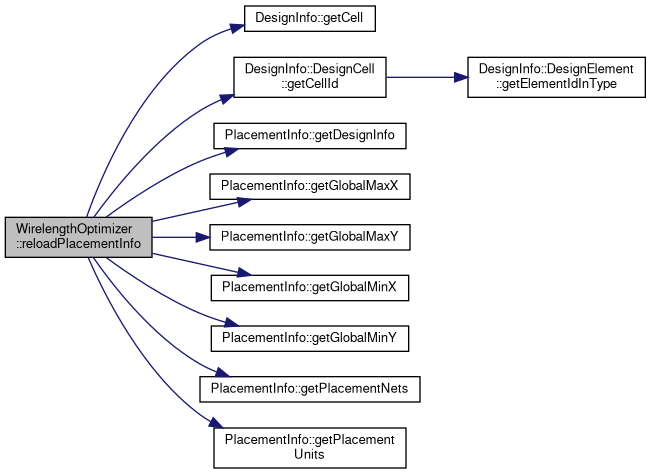 DesignInfo::getCell
DesignInfo::DesignCell
::getCellId
DesignInfo::DesignElement
::getElementIdInType
PlacementInfo::getDesignInfo
PlacementInfo::getGlobalMaxX
WirelengthOptimizer
::reloadPlacementInfo
PlacementInfo::getGlobalMaxY
PlacementInfo::getGlobalMinX
PlacementInfo::getGlobalMinY
PlacementInfo::getPlacementNets
PlacementInfo::getPlacement
Units